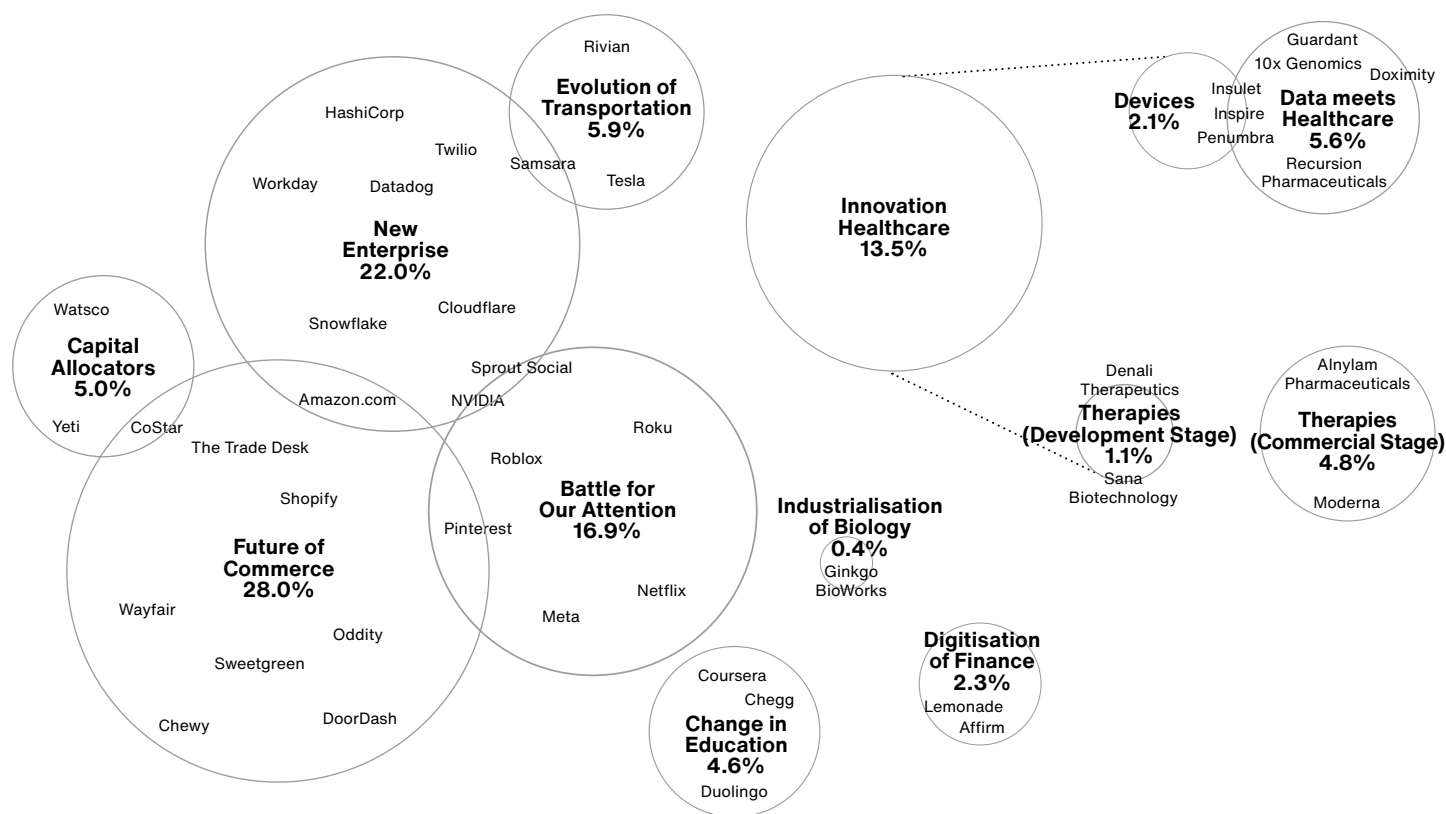 Rivian
Evolution of
Transportation
5.9%
Samsara
Tesla
HashiCorp
Twilio
Workday
Datadog
New
Enterprise
22.0%
Cloudflare
Snowflake
Sprout Social
Amazon.com
NVIDIA
Watsco
Capital
Allocators
5.0%
Yeti
CoStar
The Trade Desk
Shopify
Future of
Commerce
28.0%
Wayfair
Oddity
Sweetgreen
Chewy
DoorDash
Roku
Roblox
Battle for
Our Attention
16.9%
Pinterest
Netflix
Meta
Coursera
Chegg
Change in
Education
4.6%
Duolingo
Industrialisation
of Biology
0.4%
Ginkgo
BioWorks
Digitisation
of Finance
2.3%
Lemonade
Affirm
Innovation
Healthcare
13.5%
Devices
2.1%
Insulet
Inspire
Penumbra
Guardant
10x Genomics
Doximity
Data meets
Healthcare
5.6%
Recursion
Pharmaceuticals
Denali
Therapeutics
Therapies
(Development Stage)
1.1%
Sana
Biotechnology
Alnylam
Pharmaceuticals
Therapies
(Commercial Stage)
4.8%
Moderna